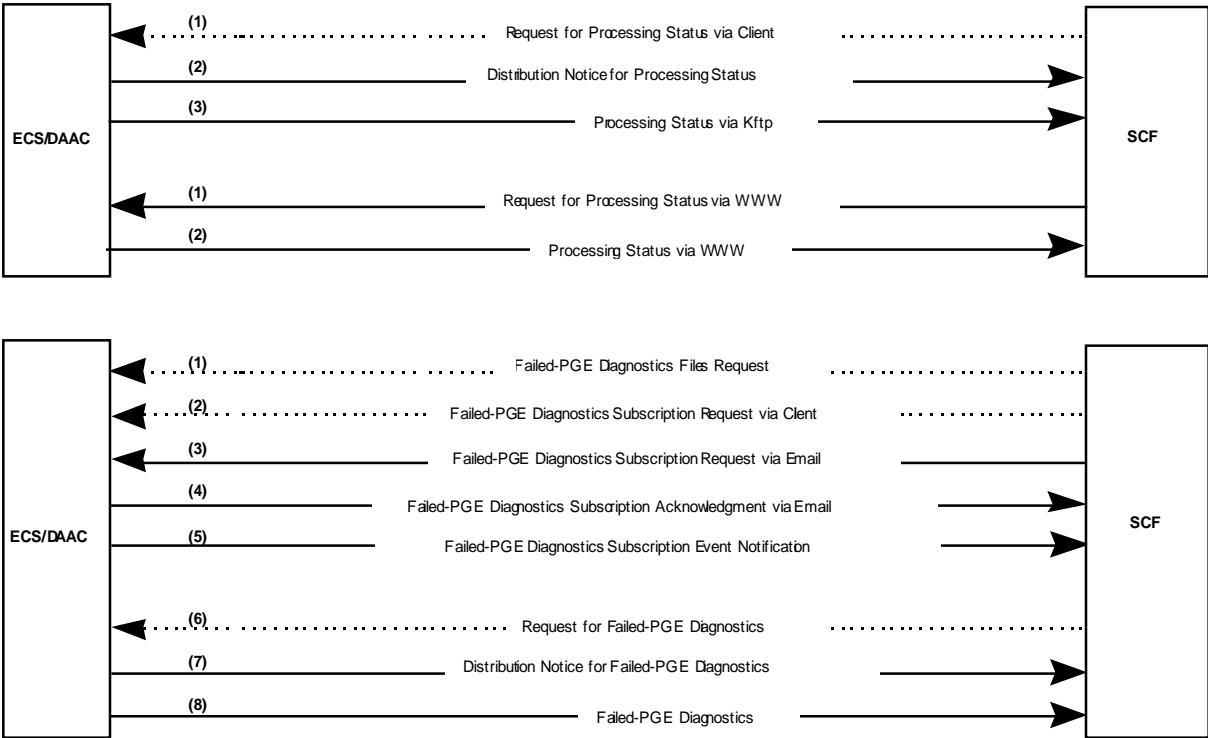 (1) Request for Processing Status via Client
(2) Distribution Notice for Processing Status
(3) Processing Status via Kftp
ECS/DAAC SCF
(1) Request for Processing Status via WWW
(2) Processing Status via WWW
(1) Failed-PGE Diagnostics Files Request
(2) Failed-PGE Diagnostics Subscription Request via Client
(3) Failed-PGE Diagnostics Subscription Request via Email
(4) Failed-PGE Diagnostics Subscription Acknowledgment via Email
ECS/DAAC SCF
(5) Failed-PGE Diagnostics Subscription Event Notification
(6) Request for Failed-PGE Diagnostics
(7) Distribution Notice for Failed-PGE Diagnostics
(8) Failed-PGE Diagnostics